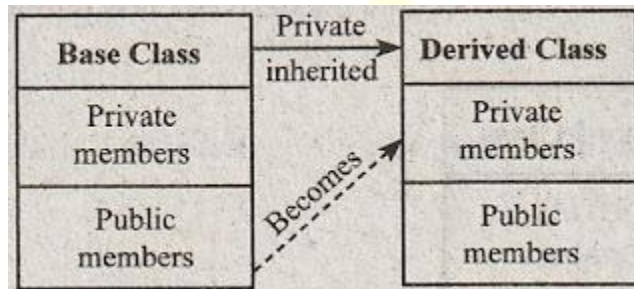 Base Class
Private
members
Public
members
Private
inherited
Becomes
Derived Class
Private
members
Public
members